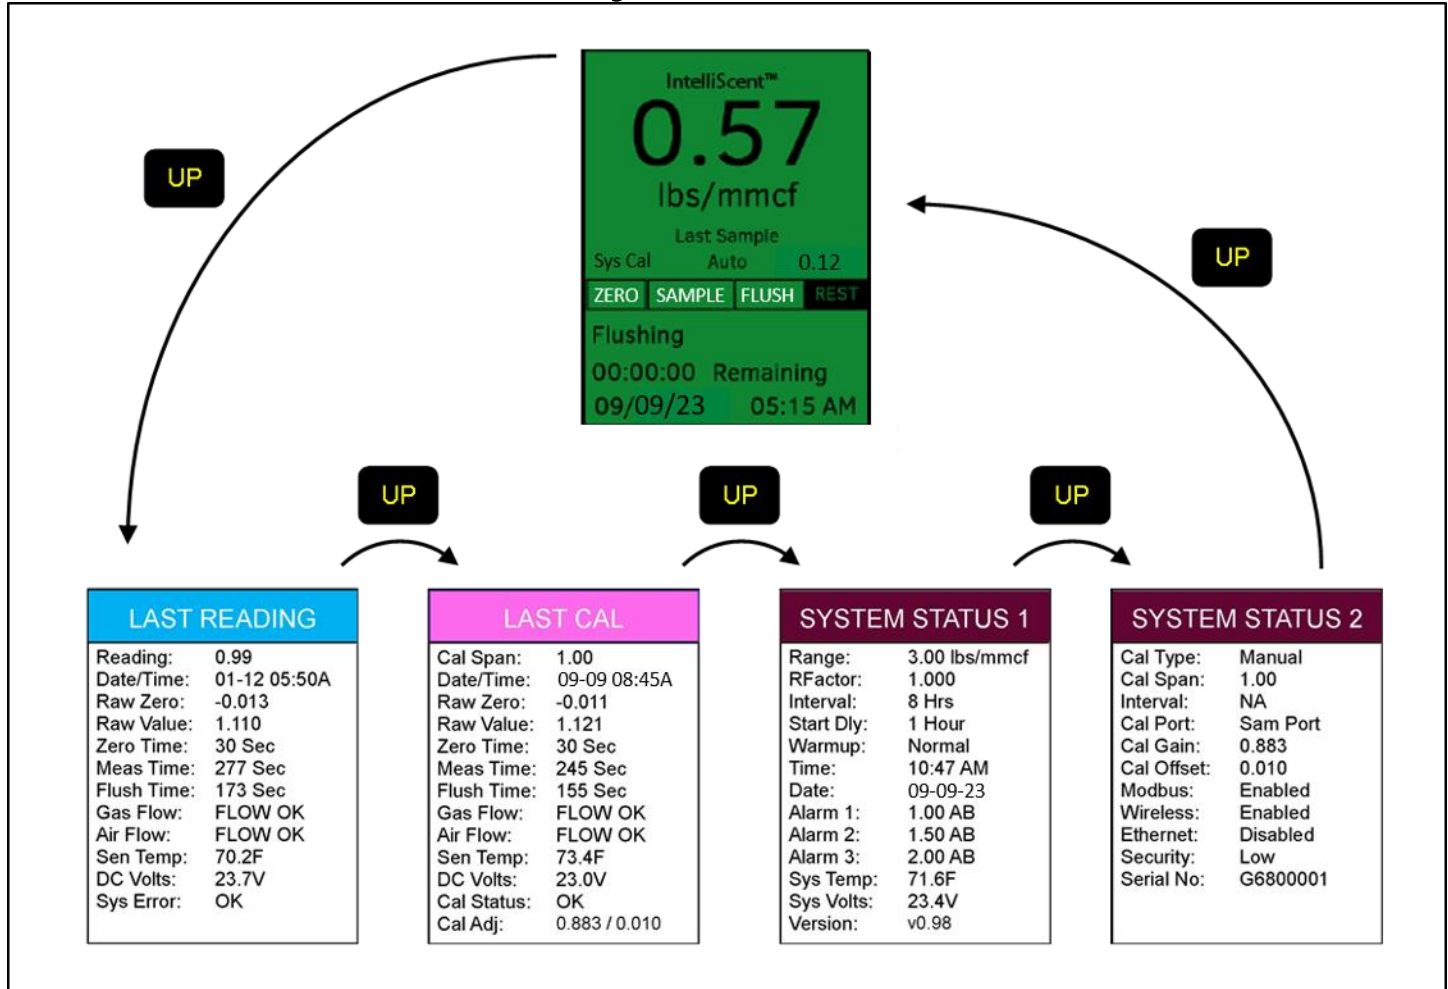 IntelliScent™
0.57
lbs/mmcf
Last Sample
Sys Cal Auto 0.12
ZERO SAMPLE FLUSH REST
Flushing
00:00:00 Remaining
09/09/23 05:15 AM
UP
UP
UP
UP
UP
LAST READING
Reading: 0.99
Date/Time: 01-12 05:50A
Raw Zero: -0.013
Raw Value: 1.110
Zero Time: 30 Sec
Meas Time: 277 Sec
Flush Time: 173 Sec
Gas Flow: FLOW OK
Air Flow: FLOW OK
Sen Temp: 70.2F
DC Volts: 23.7V
Sys Error: OK
LAST CAL
Cal Span: 1.00
Date/Time: 09-09 08:45A
Raw Zero: -0.011
Raw Value: 1.121
Zero Time: 30 Sec
Meas Time: 245 Sec
Flush Time: 155 Sec
Gas Flow: FLOW OK
Air Flow: FLOW OK
Sen Temp: 73.4F
DC Volts: 23.0V
Cal Status: OK
Cal Adj: 0.883 / 0.010
SYSTEM STATUS 1
Range: 3.00 lbs/mmcf
RFactor: 1.000
Interval: 8 Hrs
Start Dly: 1 Hour
Warmup: Normal
Time: 10:47 AM
Date: 09-09-23
Alarm 1: 1.00 AB
Alarm 2: 1.50 AB
Alarm 3: 2.00 AB
Sys Temp: 71.6F
Sys Volts: 23.4V
Version: v0.98
SYSTEM STATUS 2
Cal Type: Manual
Cal Span: 1.00
Interval: NA
Cal Port: Sam Port
Cal Gain: 0.883
Cal Offset: 0.010
Modbus: Enabled
Wireless: Enabled
Ethernet: Disabled
Security: Low
Serial No: G6800001